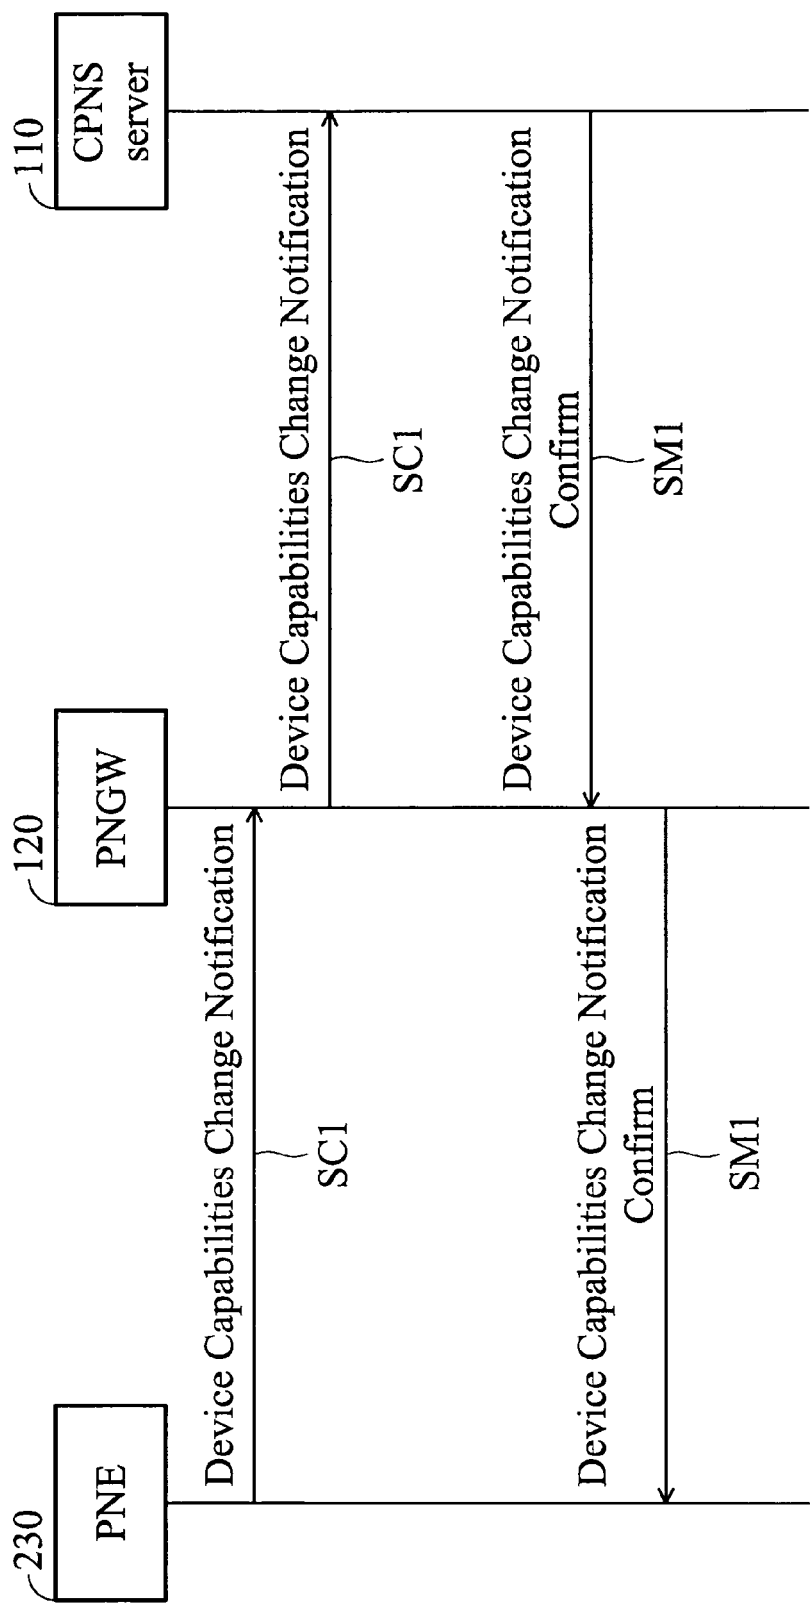 230
PNE
120
PNGW
110
CPNS
server
Device Capabilities Change Notification
SC1
Device Capabilities Change Notification
SC1
Device Capabilities Change Notification
Confirm
SM1
Device Capabilities Change Notification
Confirm
SM1